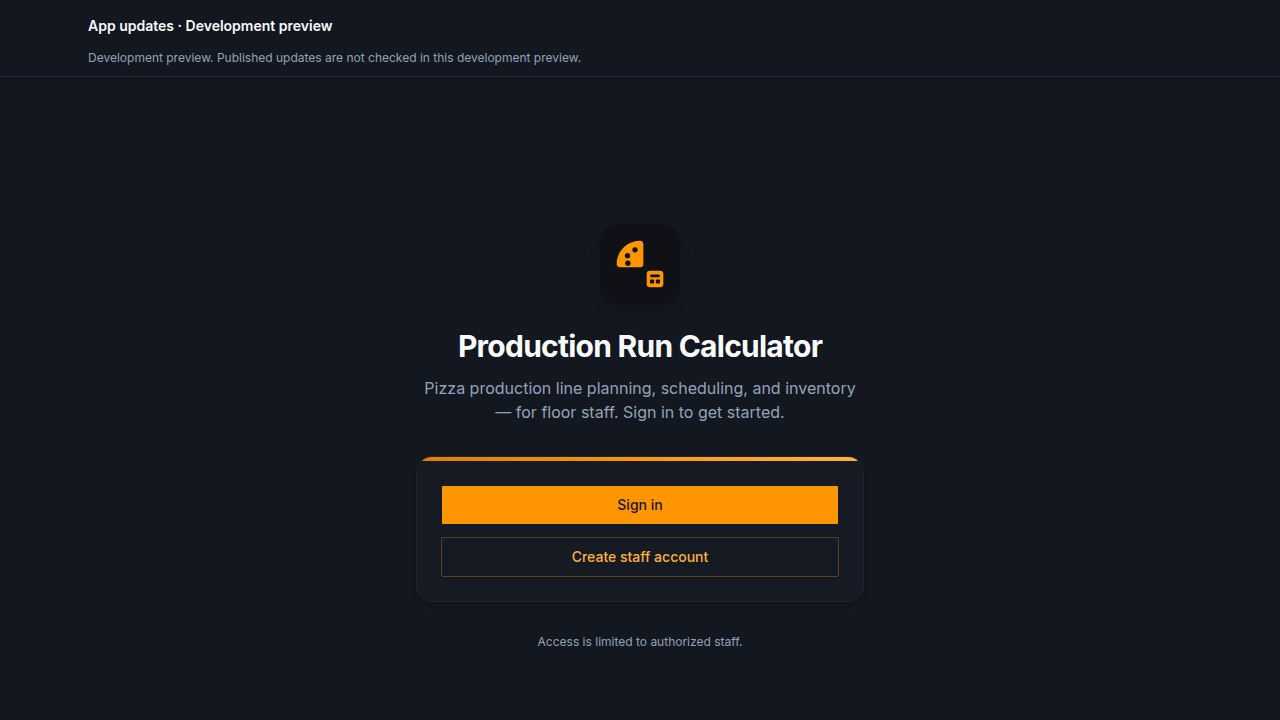 App updates · Development preview
Development preview. Published updates are not checked in this development preview.
Production Run Calculator
Pizza production line planning, scheduling, and inventory
— for floor staff. Sign in to get started.
Sign in
Create staff account
Access is limited to authorized staff.